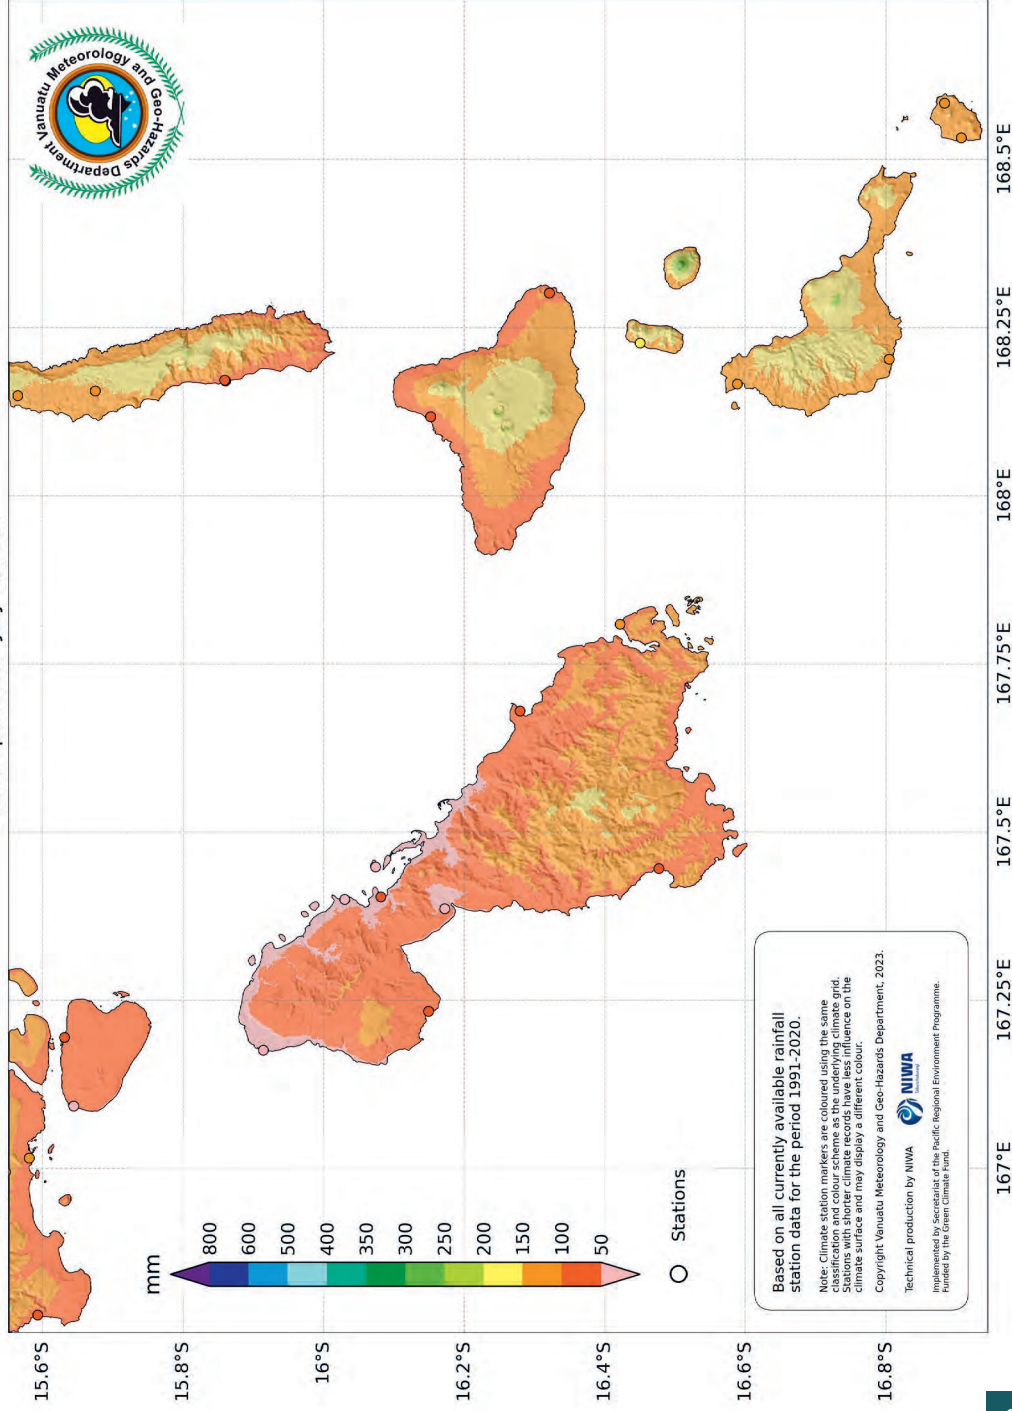 Vanuatu Meteorology and Geo-Hazards Department
15.6°S
15.8°S
16°S
16.2°S
16.4°S
16.6°S
16.8°S
167°E
167.25°E
167.5°E
167.75°E
168°E
168.25°E
168.5°E
mm
800
600
500
400
350
300
250
200
150
100
50
Stations
Based on all currently available rainfall
station data for the period 1991-2020.
Note: Climate station markers are coloured using the same
classification and colour scheme as the underlying climate grid.
Stations with shorter climate records have less influence on the
climate surface and may display a different colour.
Copyright Vanuatu Meteorology and Geo-Hazards Department, 2023.
Technical production by NIWA
NIWA
Implemented by Secretariat of the Pacific Regional Environment Programme.
Funded by the Green Climate Fund.